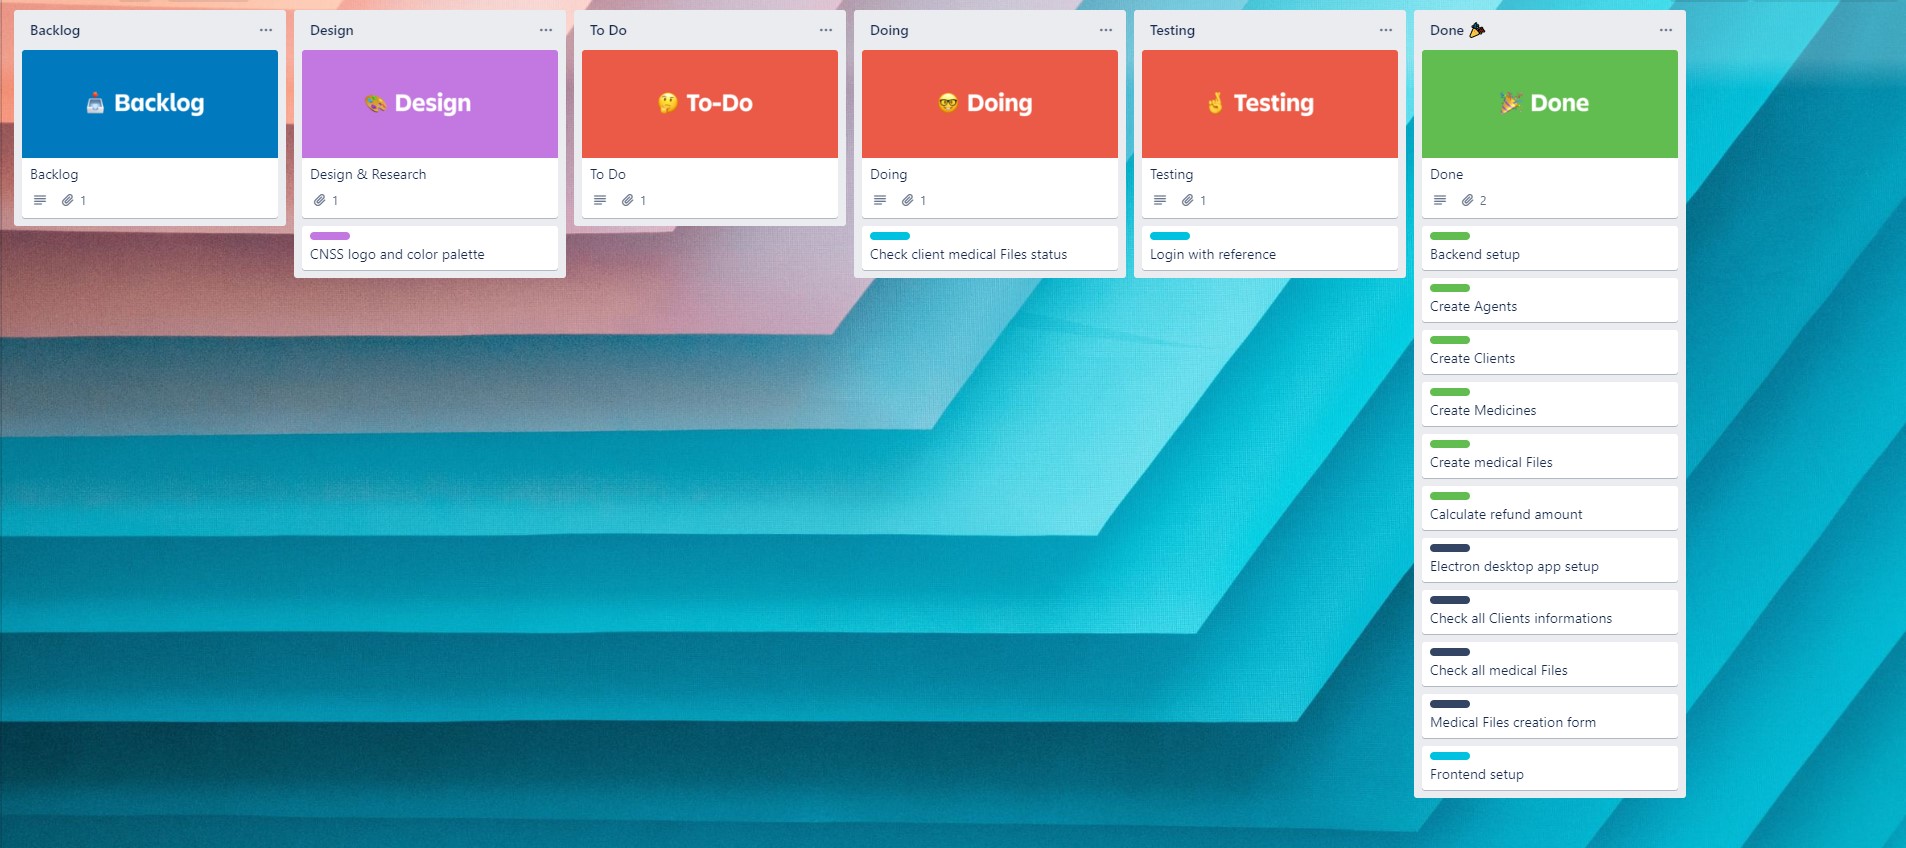 Backlog
Backlog
Backlog
1
Design
Design
Design & Research
1
CNSS logo and color palette
To Do
To-Do
To Do
1
Doing
Doing
Doing
1
Check client medical Files status
Testing
Testing
Testing
1
Login with reference
Done
Done
Done
2
Backend setup
Create Agents
Create Clients
Create Medicines
Create medical Files
Calculate refund amount
Electron desktop app setup
Check all Clients informations
Check all medical Files
Medical Files creation form
Frontend setup